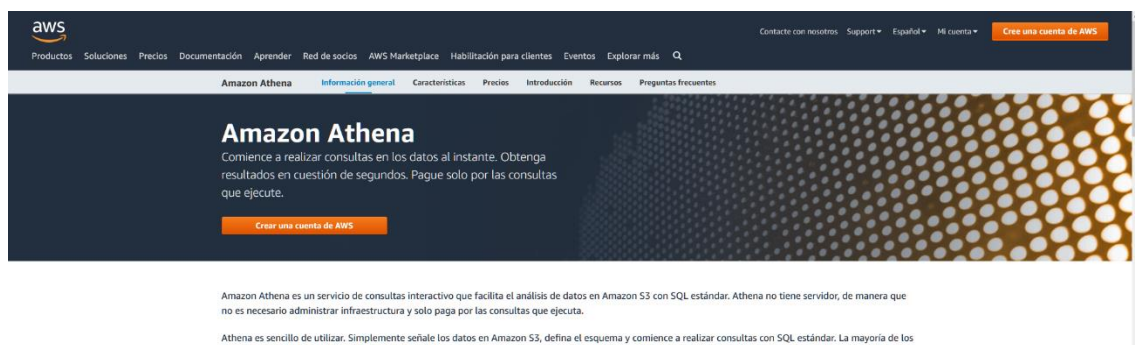 aws
Contacte con nosotros Support Español Mi cuenta Cree una cuenta de AWS
Productos Soluciones Precios Documentación Aprender Red de socios AWS Marketplace Habilitación para clientes Eventos Explorar más
Amazon Athena Información general Características Precios Introducción Recursos Preguntas frecuentes
Amazon Athena
Comience a realizar consultas en los datos al instante. Obtenga
resultados en cuestión de segundos. Pague solo por las consultas
que ejecute.
Crear una cuenta de AWS
Amazon Athena es un servicio de consultas interactivo que facilita el análisis de datos en Amazon S3 con SQL estándar. Athena no tiene servidor, de manera que
no es necesario administrar infraestructura y solo paga por las consultas que ejecuta.
Athena es sencillo de utilizar. Simplemente señale los datos en Amazon S3, defina el esquema y comience a realizar consultas con SQL estándar. La mayoría de los